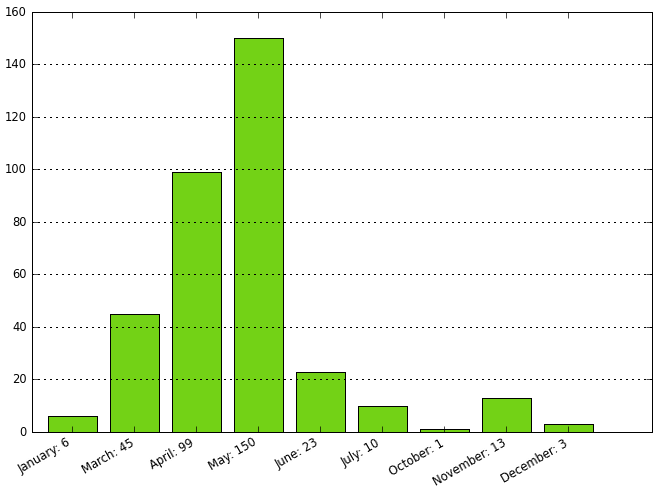 160
140
120
100
80
60
40
20
0
January: 6
March: 45
April: 99
May: 150
June: 23
July: 10
October: 1
November: 13
December: 3